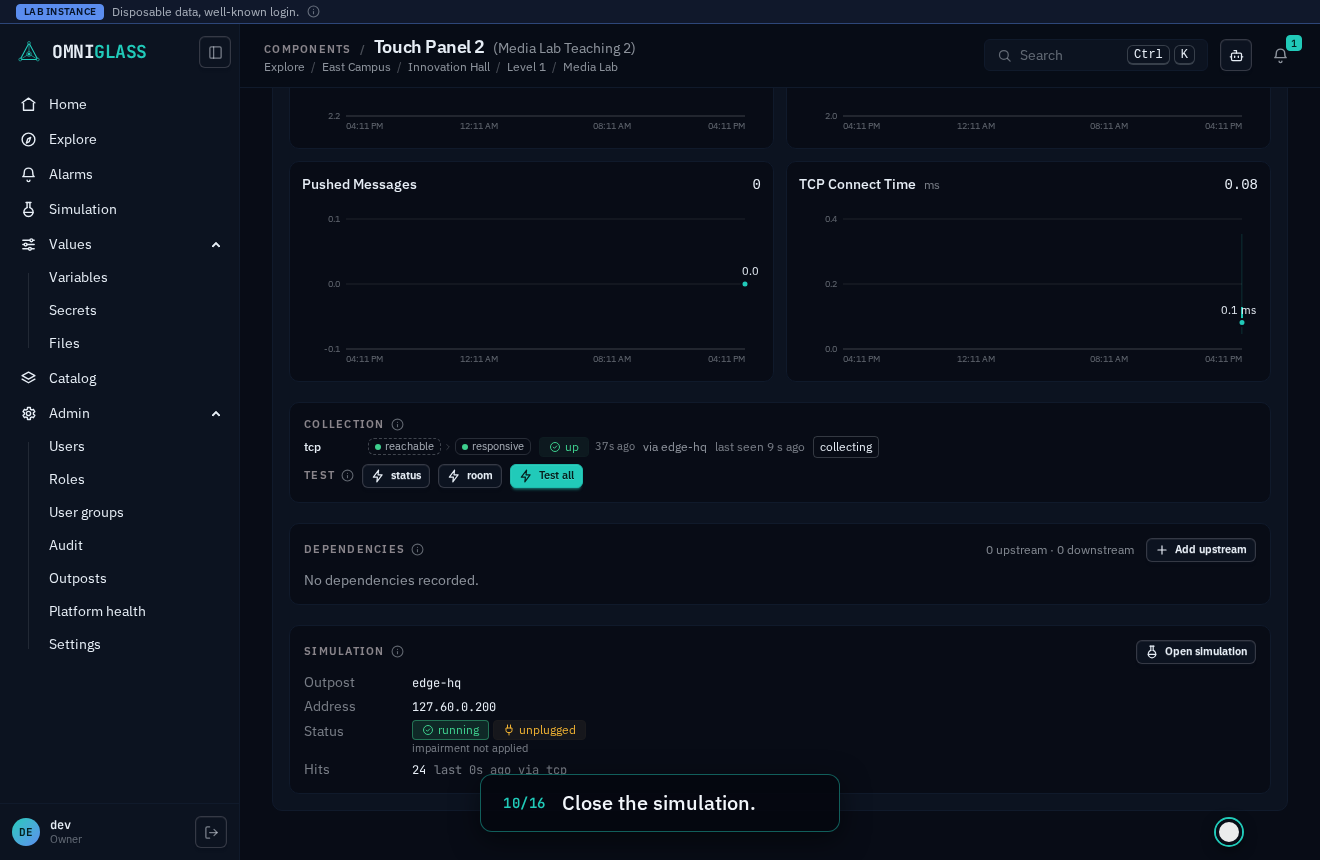 LAB INSTANCE Disposable data, well-known login.
OMNIGLASS
COMPONENTS / Touch Panel 2 (Media Lab Teaching 2)
Explore / East Campus / Innovation Hall / Level 1 / Media Lab
Search Ctrl K
1
Home
Explore
Alarms
Simulation
Values
Variables
Secrets
Files
Catalog
Admin
Users
Roles
User groups
Audit
Outposts
Platform health
Settings
DE dev
Owner
2.2
04:11 PM 12:11 AM 08:11 AM 04:11 PM
2.0
04:11 PM 12:11 AM 08:11 AM 04:11 PM
Pushed Messages 0
0.1
0.0
0.0
-0.1
04:11 PM 12:11 AM 08:11 AM 04:11 PM
TCP Connect Time ms 0.08
0.4
0.2
0.1 ms
0.0
04:11 PM 12:11 AM 08:11 AM 04:11 PM
COLLECTION
tcp reachable › responsive up 37s ago via edge-hq last seen 9 s ago collecting
TEST status room Test all
DEPENDENCIES 0 upstream · 0 downstream Add upstream
No dependencies recorded.
SIMULATION Open simulation
Outpost edge-hq
Address 127.60.0.200
Status running unplugged
impairment not applied
Hits 24 last 0s ago via tcp
10/16 Close the simulation.